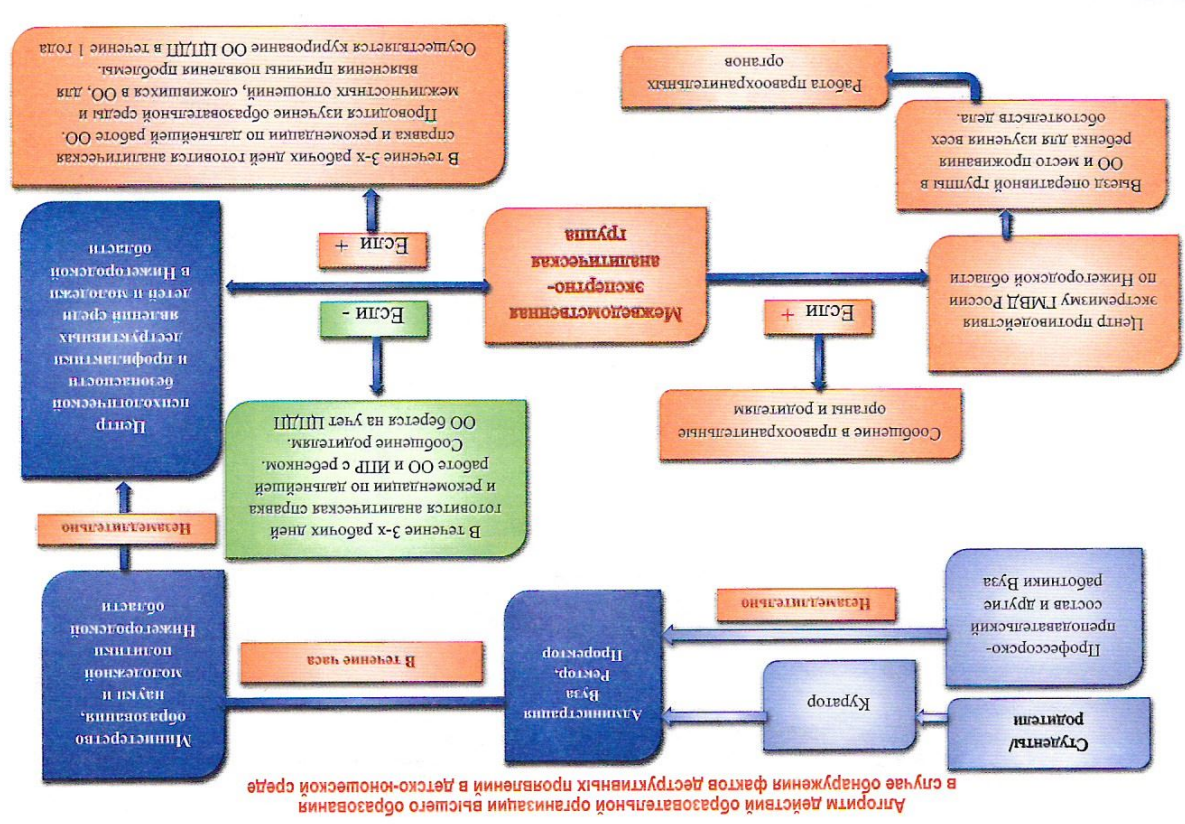 Алгоритм действий образовательной организации высшего образования
в случае обнаружения фактов деструктивных проявлений в детско-юношеской среде
Студенты/
родители
Куратор
Профессорско-
преподавательский
состав и другие
работники Вуза
Незамедлительно
Администрация
Вуза
Ректор,
Проректор
В течение часа
Министерство
образования,
науки и
молодежной
политики
Нижегородской
области
Незамедлительно
Центр
психологической
безопасности
и профилактики
деструктивных
явлений среди
детей и молодежи
в Нижегородской
области
В течение 3-х рабочих дней
готовится аналитическая справка
и рекомендации по дальнейшей
работе ОО и ИПР с ребенком.
Сообщение родителям.
ОО берется на учет ЦПДП
Если -
Если +
Межведомственная
экспертно-
аналитическая
группа
Сообщение в правоохранительные
органы и родителям
Если +
Центр противодействия
экстремизму ГМВД России
по Нижегородской области
Выезд оперативной группы в
ОО и место проживания
ребенка для изучения всех
обстоятельств дела.
Работа правоохранительных
органов
В течение 3-х рабочих дней готовится аналитическая
справка и рекомендации по дальнейшей работе ОО.
Проводится изучение образовательной среды и
межличностных отношений, сложившихся в ОО, для
выяснения причины появления проблемы.
Осуществляется курирование ОО ЦПДП в течение 1 года